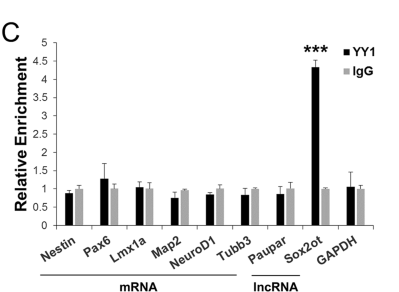 C
5
4.5
4
3.5
3
2.5
2
1.5
1
0.5
0
Relative Enrichment
***
YY1
IgG
Nestin
Pax6
Lmx1a
Map2
NeuroD1
Tubb3
Paupar
Sox2ot
GAPDH
mRNA
lncRNA